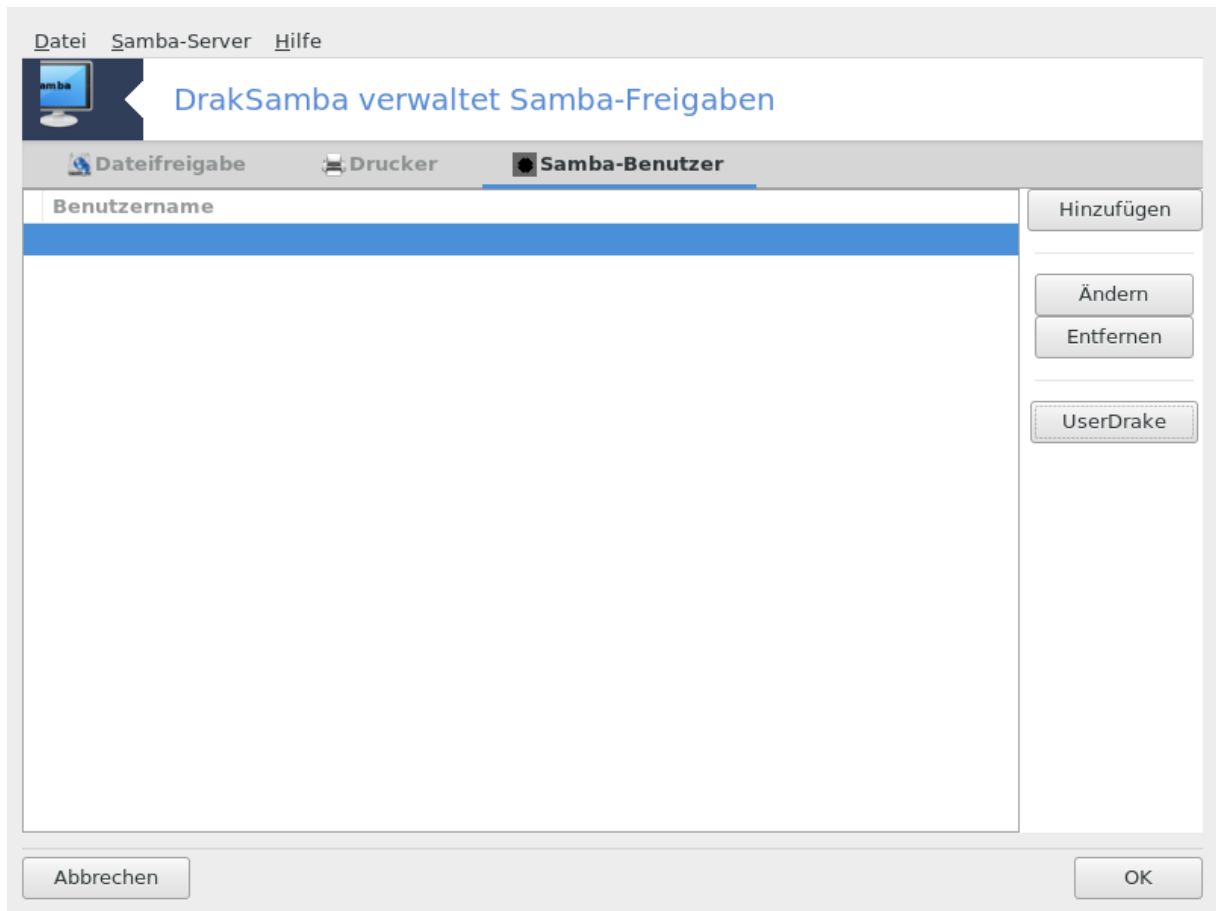 Datei Samba-Server Hilfe
amba
DrakSamba verwaltet Samba-Freigaben
Dateifreigabe Drucker Samba-Benutzer
Benutzername
Hinzufügen
Ändern
Entfernen
UserDrake
Abbrechen OK